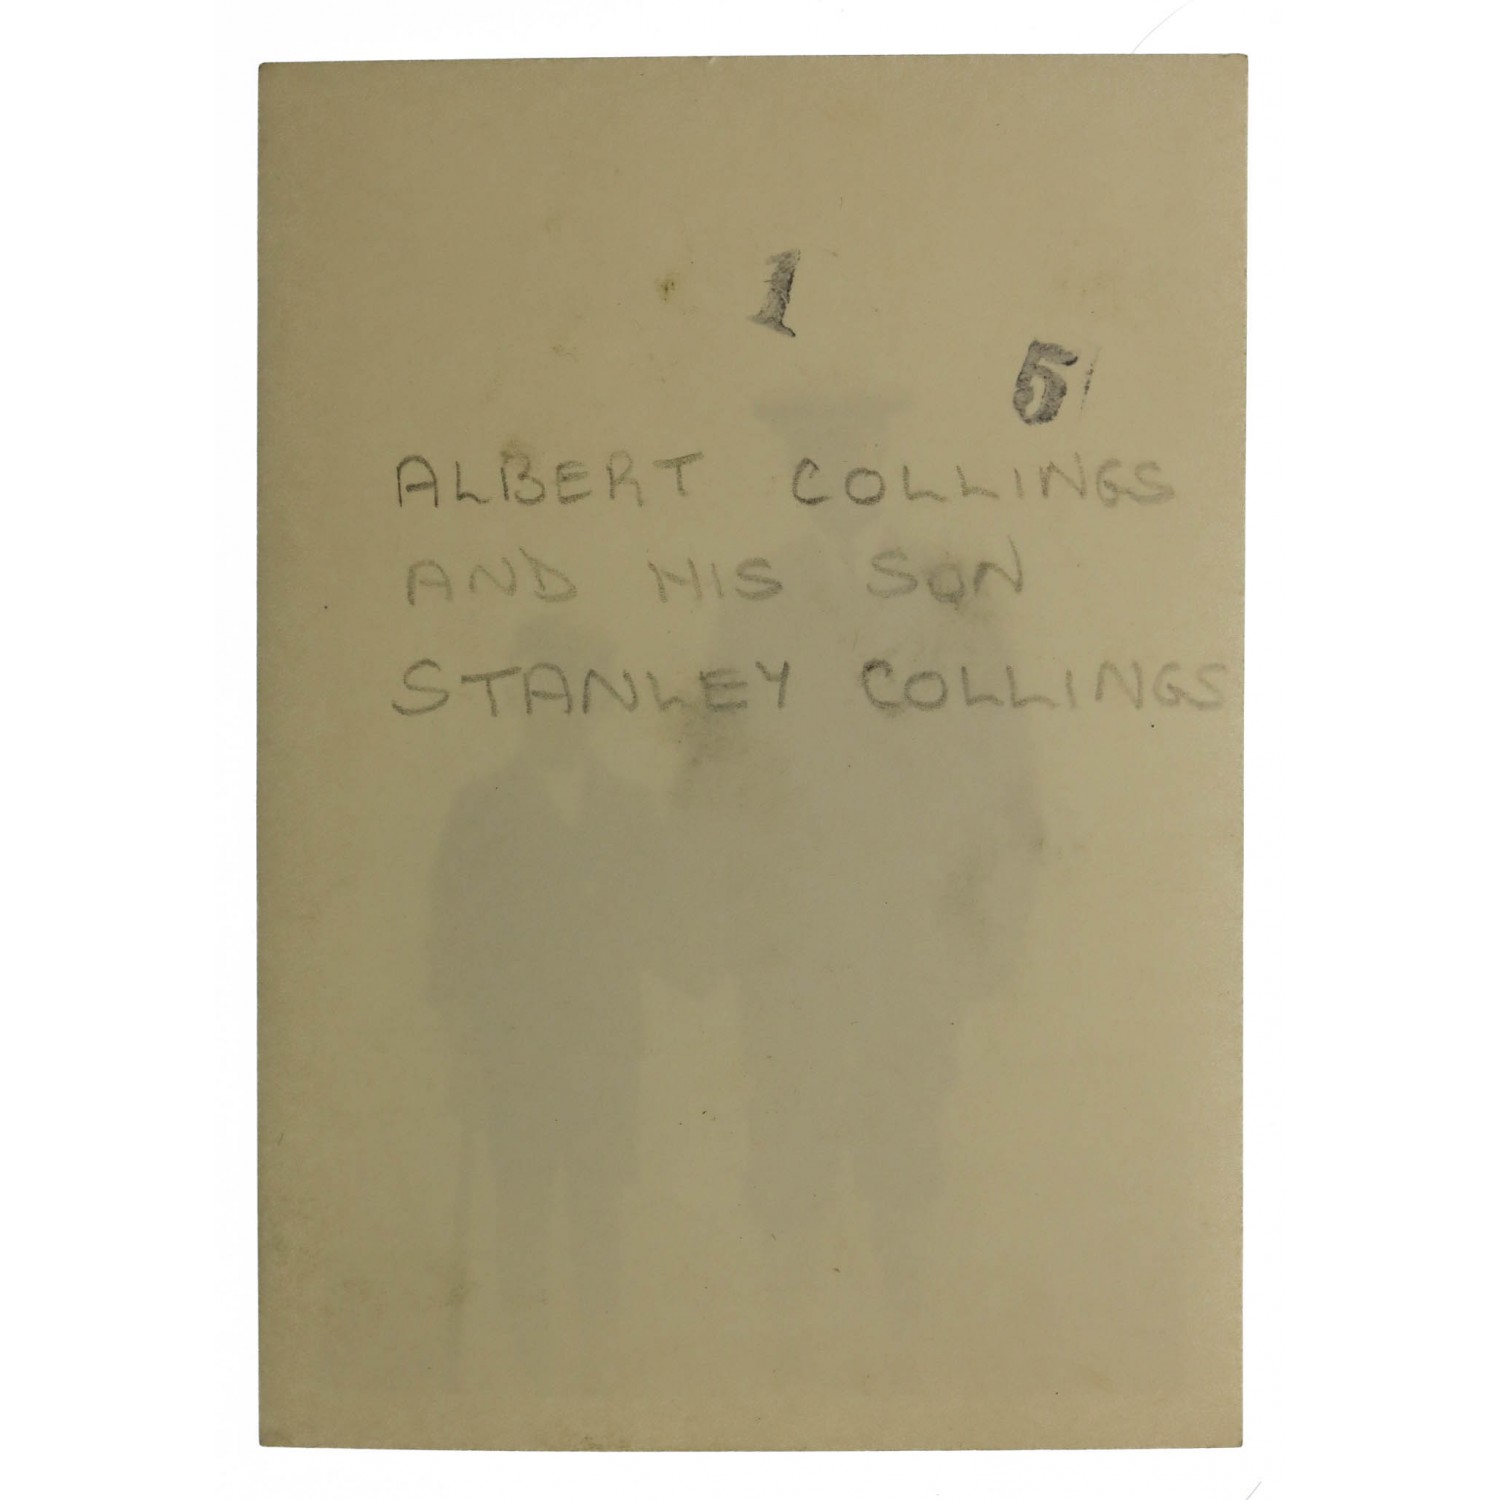 1
5
ALBERT COLLINGS
AND HIS SON
STANLEY COLLINGS